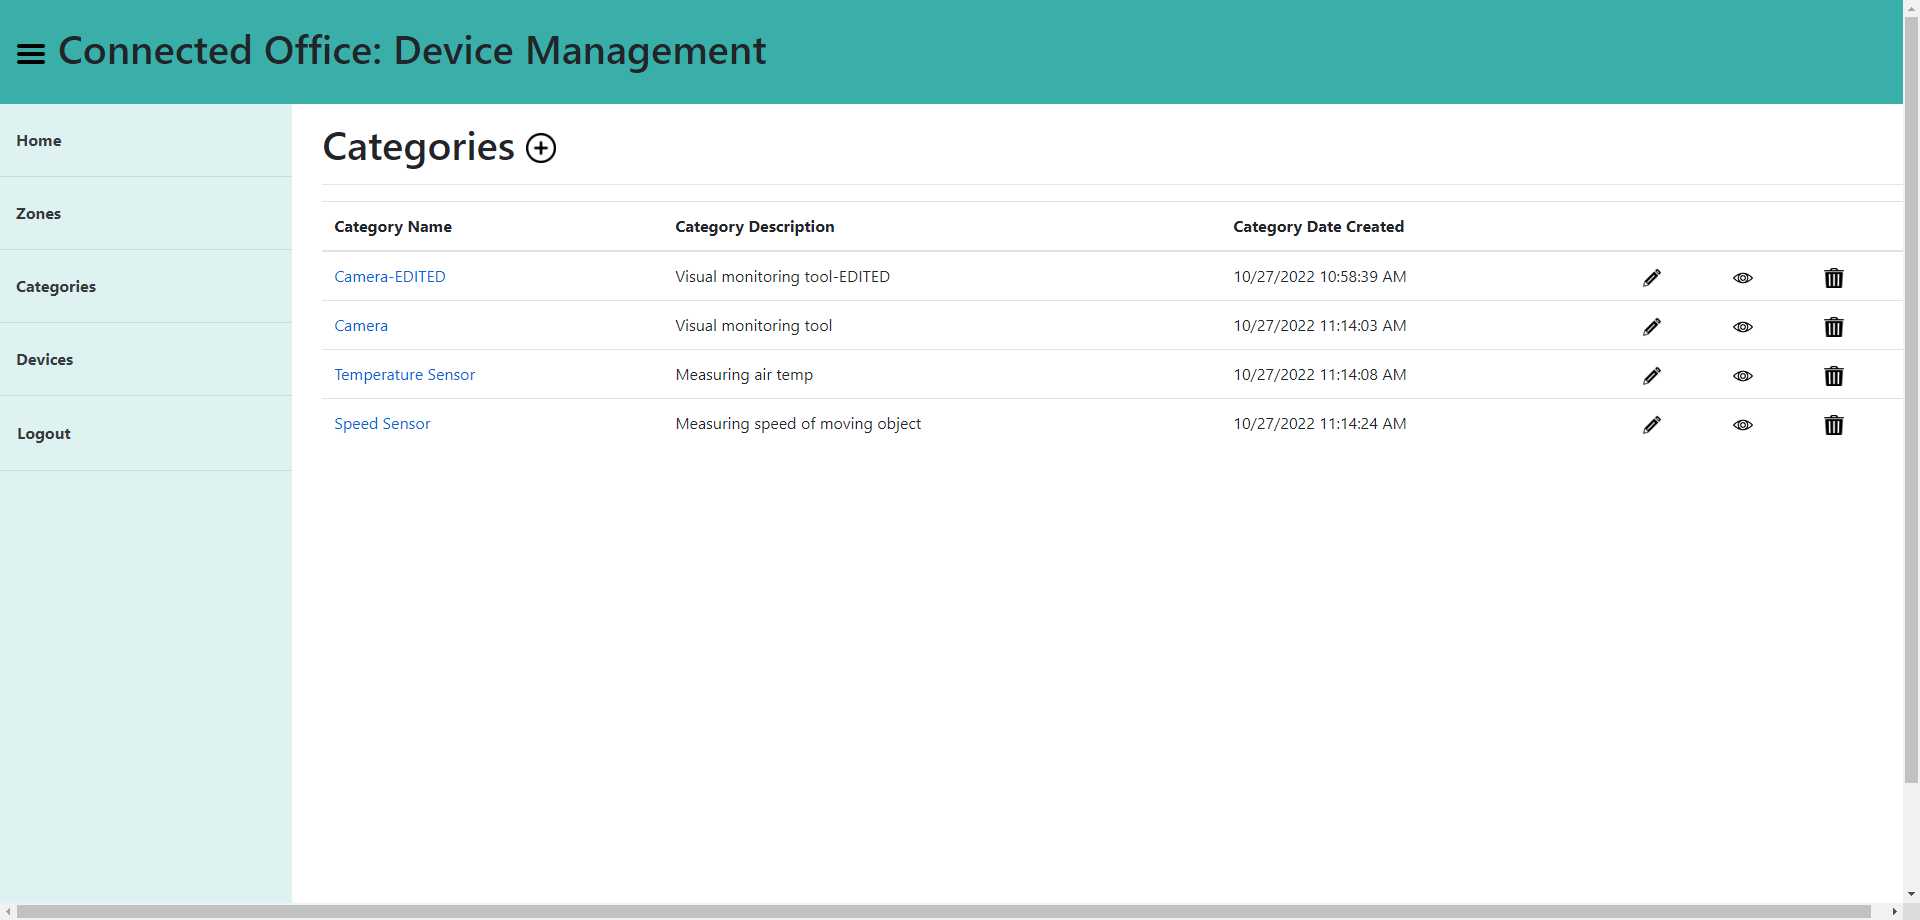 Connected Office: Device Management
Home
Zones
Categories
Devices
Logout
Categories
Category Name Category Description Category Date Created
Camera-EDITED Visual monitoring tool-EDITED 10/27/2022 10:58:39 AM
Camera Visual monitoring tool 10/27/2022 11:14:03 AM
Temperature Sensor Measuring air temp 10/27/2022 11:14:08 AM
Speed Sensor Measuring speed of moving object 10/27/2022 11:14:24 AM